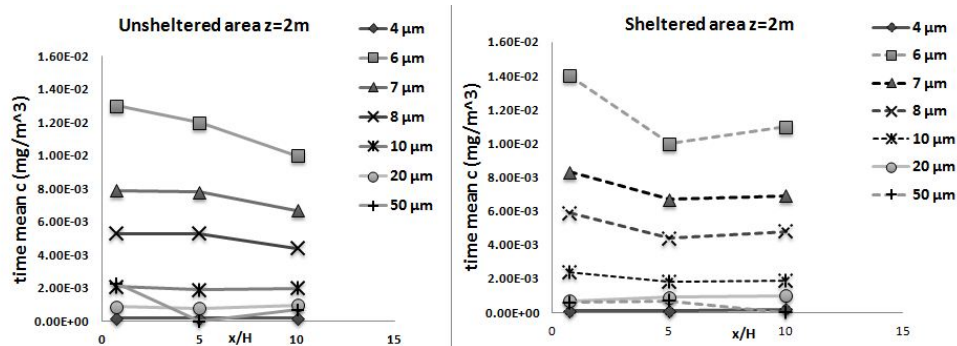 Unsheltered area z=2m
time mean c (mg/m^3)
1.60E-02
1.40E-02
1.20E-02
1.00E-02
8.00E-03
6.00E-03
4.00E-03
2.00E-03
0.00E+00
0
5
10
15
x/H
4 µm
6 µm
7 µm
8 µm
10 µm
20 µm
50 µm
Sheltered area z=2m
time mean c (mg/m^3)
1.60E-02
1.40E-02
1.20E-02
1.00E-02
8.00E-03
6.00E-03
4.00E-03
2.00E-03
0.00E+00
0
5
10
15
x/H
4 µm
6 µm
7 µm
8 µm
10 µm
20 µm
50 µm